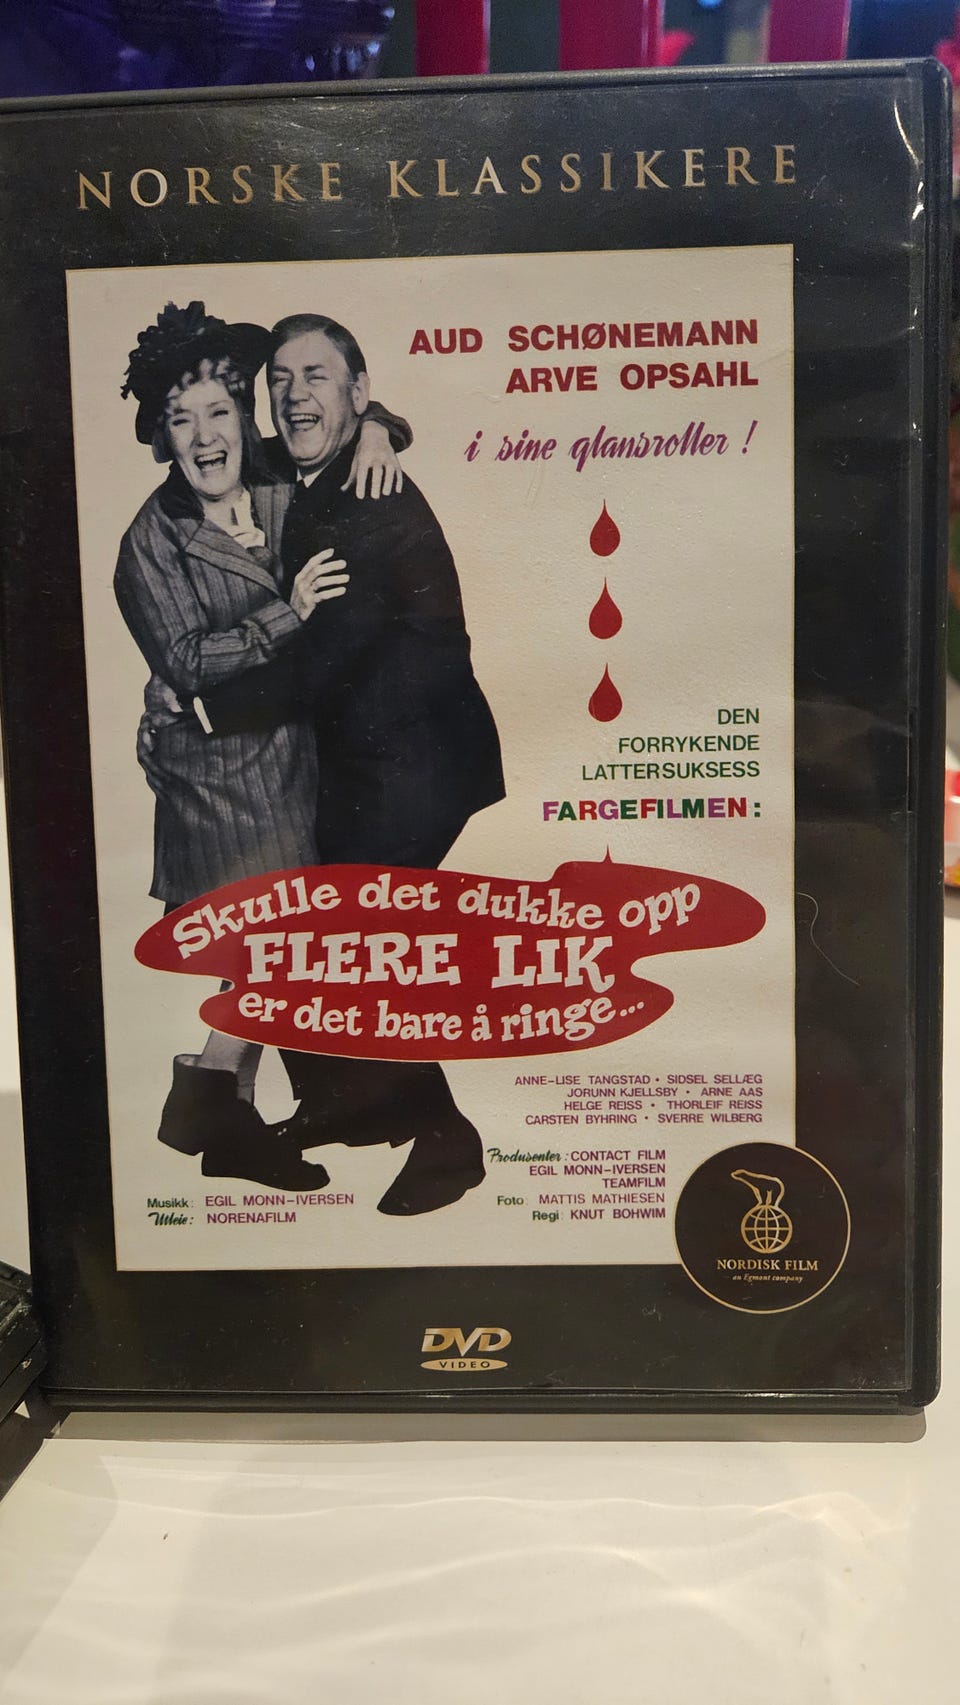 NORSKE KLASSIKERE
AUD SCHØNEMANN
ARVE OPSAHL
i sine glansroller !
DEN
FORRYKENDE
LATTERSUKSESS
FARGEFILMEN:
Skulle det dukke opp
FLERE LIK
er det bare å ringe...
ANNE-LISE TANGSTAD • SIDSEL SELLÆG
JORUNN KJELLSBY • ARNE AAS
HELGE REISS • THORLEIF REISS
CARSTEN BYHRING • SVERRE WILBERG
Produsenter: CONTACT FILM
EGIL MONN-IVERSEN
TEAMFILM
Musikk: EGIL MONN-IVERSEN
Utleie: NORENAFILM
Foto: MATTIS MATHIESEN
Regi: KNUT BOHWIM
NORDISK FILM
an Egmont company
DVD
VIDEO